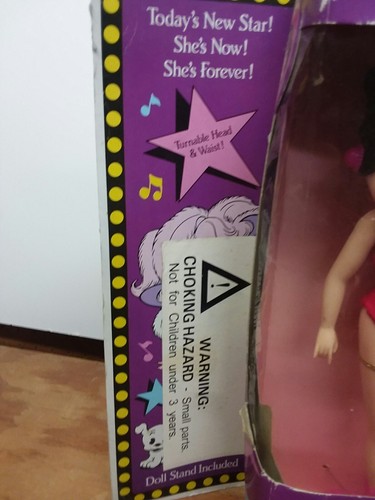 Today's New Star!
She's Now!
She's Forever!
Turnable Head
& Waist!
WARNING:
CHOKING HAZARD - Small parts.
Not for Children under 3 years.
Doll Stand Included